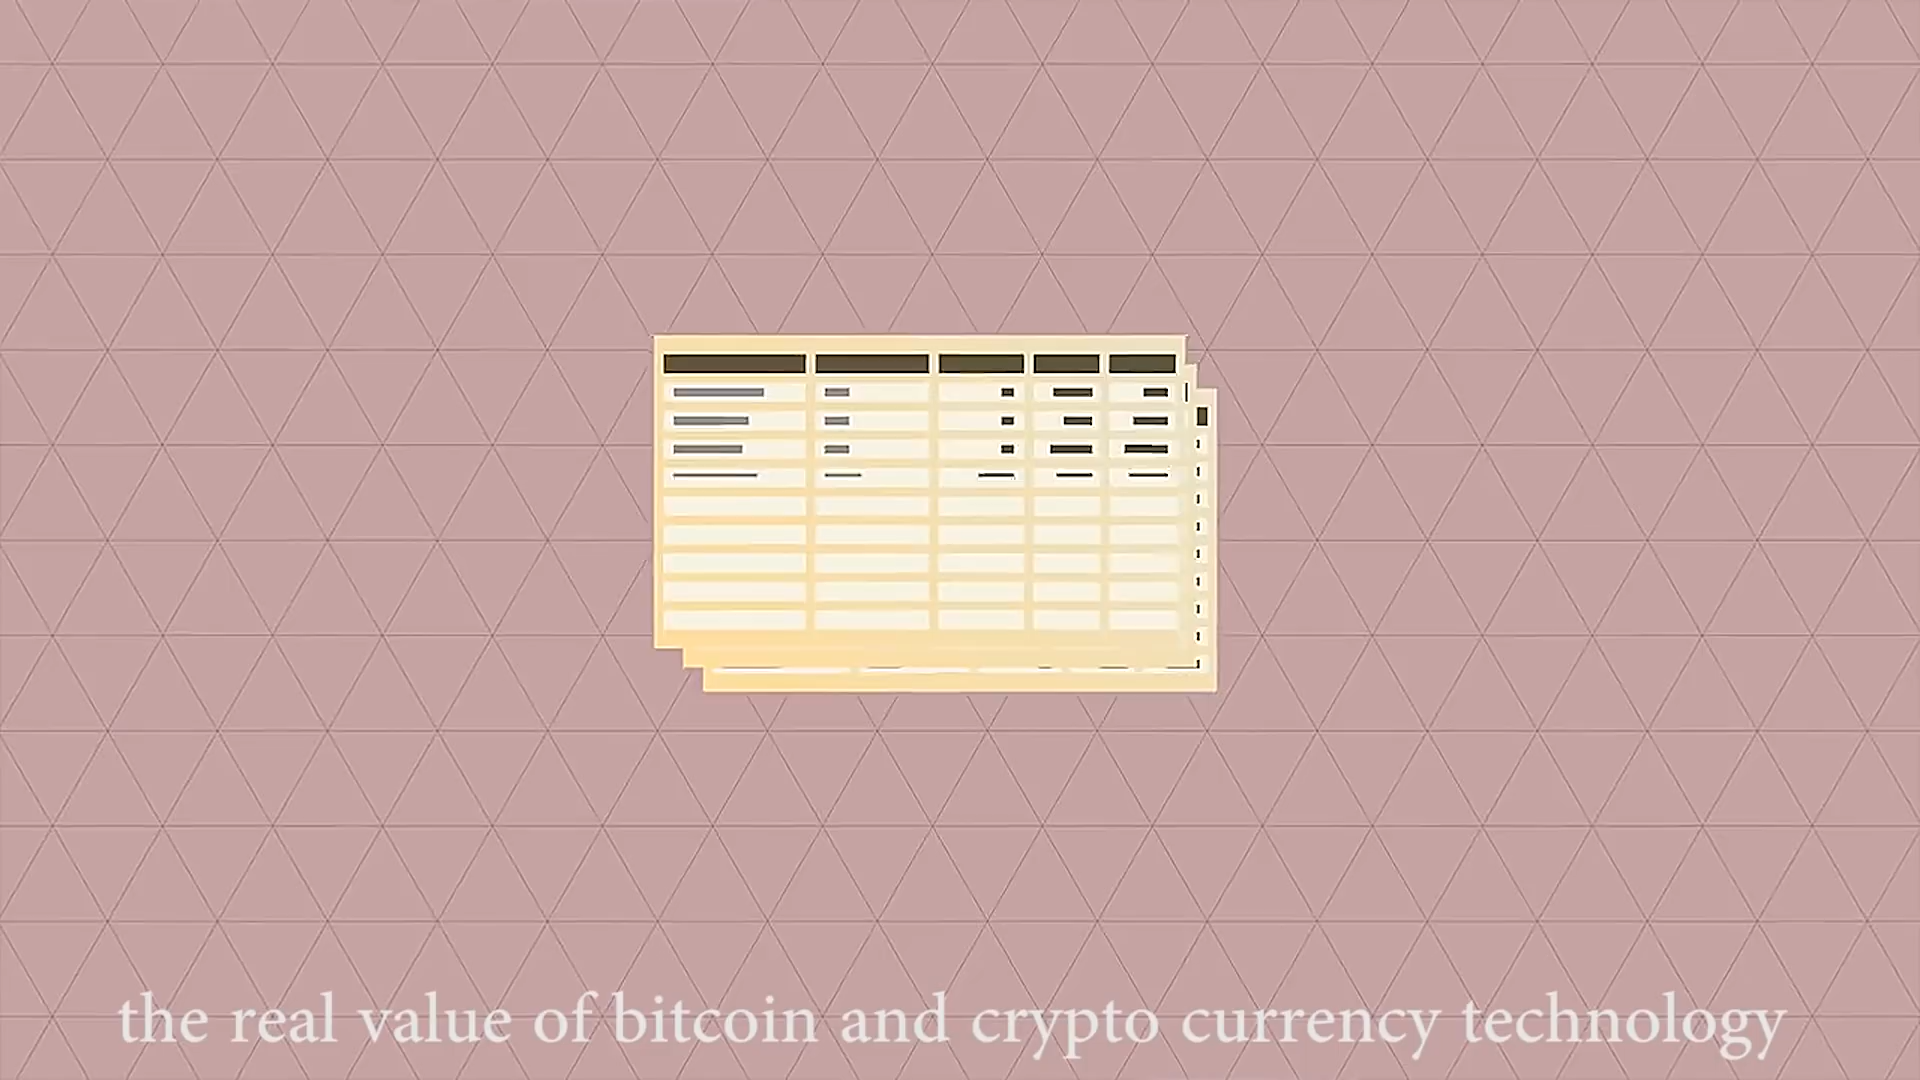 the real value of bitcoin and crypto currency technology